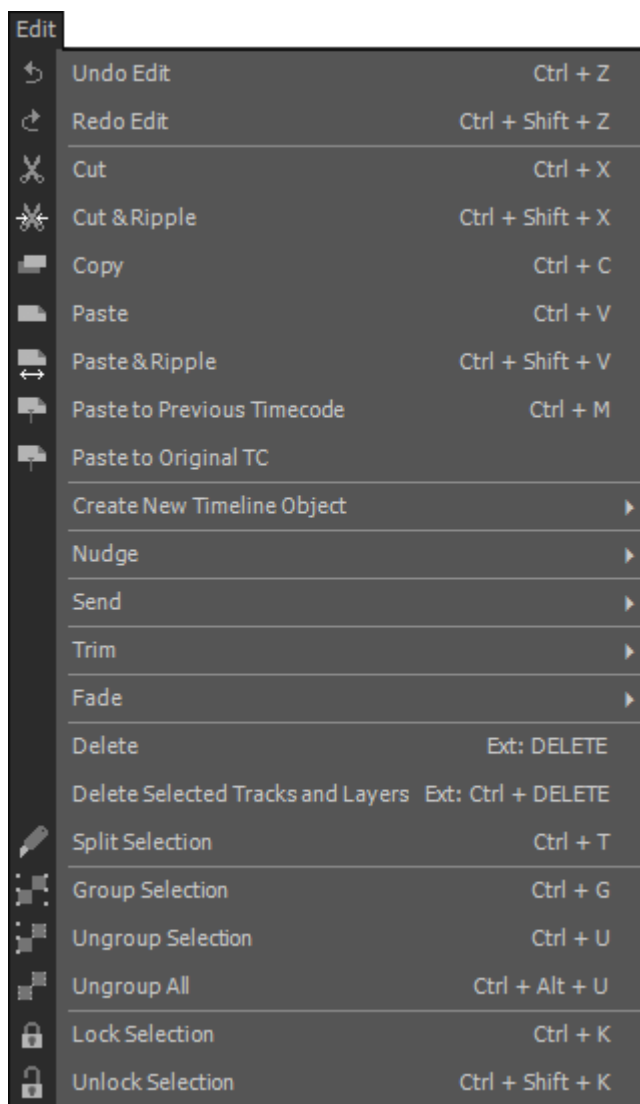 Edit
Undo Edit Ctrl + Z
Redo Edit Ctrl + Shift + Z
Cut Ctrl + X
Cut & Ripple Ctrl + Shift + X
Copy Ctrl + C
Paste Ctrl + V
Paste & Ripple Ctrl + Shift + V
Paste to Previous Timecode Ctrl + M
Paste to Original TC
Create New Timeline Object
Nudge
Send
Trim
Fade
Delete Ext: DELETE
Delete Selected Tracks and Layers Ext: Ctrl + DELETE
Split Selection Ctrl + T
Group Selection Ctrl + G
Ungroup Selection Ctrl + U
Ungroup All Ctrl + Alt + U
Lock Selection Ctrl + K
Unlock Selection Ctrl + Shift + K